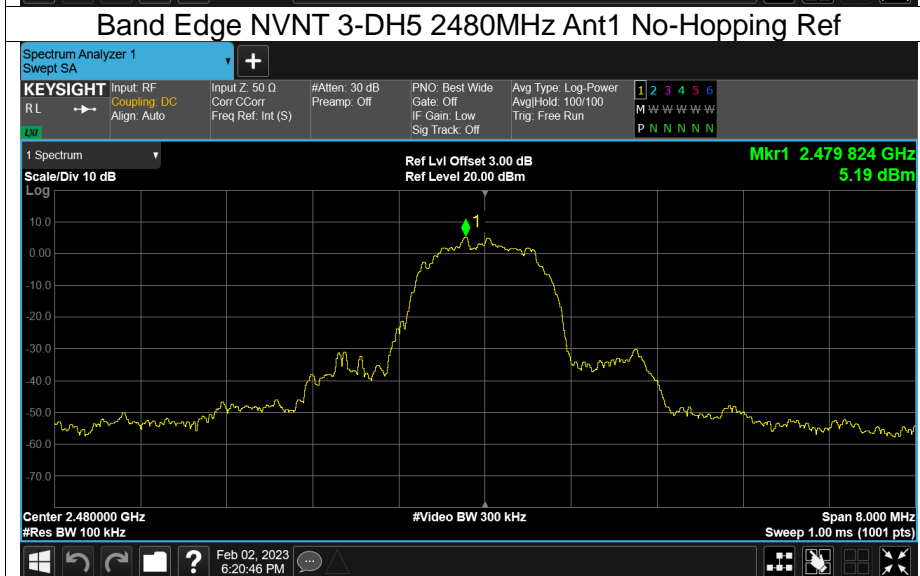 Band Edge NVNT 3-DH5 2480MHz Ant1 No-Hopping Ref
Spectrum Analyzer 1
Swept SA
+
KEYSIGHT
R L
LXI
Input: RF
Coupling: DC
Align: Auto
Input Z: 50 Ω
Corr CCorr
Freq Ref: Int (S)
#Atten: 30 dB
Preamp: Off
PNO: Best Wide
Gate: Off
IF Gain: Low
Sig Track: Off
Avg Type: Log-Power
Avg|Hold: 100/100
Trig: Free Run
1 2 3 4 5 6
M W W W W W
P N N N N N
1 Spectrum
Scale/Div 10 dB
Ref Lvl Offset 3.00 dB
Ref Level 20.00 dBm
Mkr1 2.479 824 GHz
5.19 dBm
Log
10.0
0.00
-10.0
-20.0
-30.0
-40.0
-50.0
-60.0
-70.0
1
Center 2.480000 GHz
#Res BW 100 kHz
#Video BW 300 kHz
Span 8.000 MHz
Sweep 1.00 ms (1001 pts)
?
Feb 02, 2023
6:20:46 PM